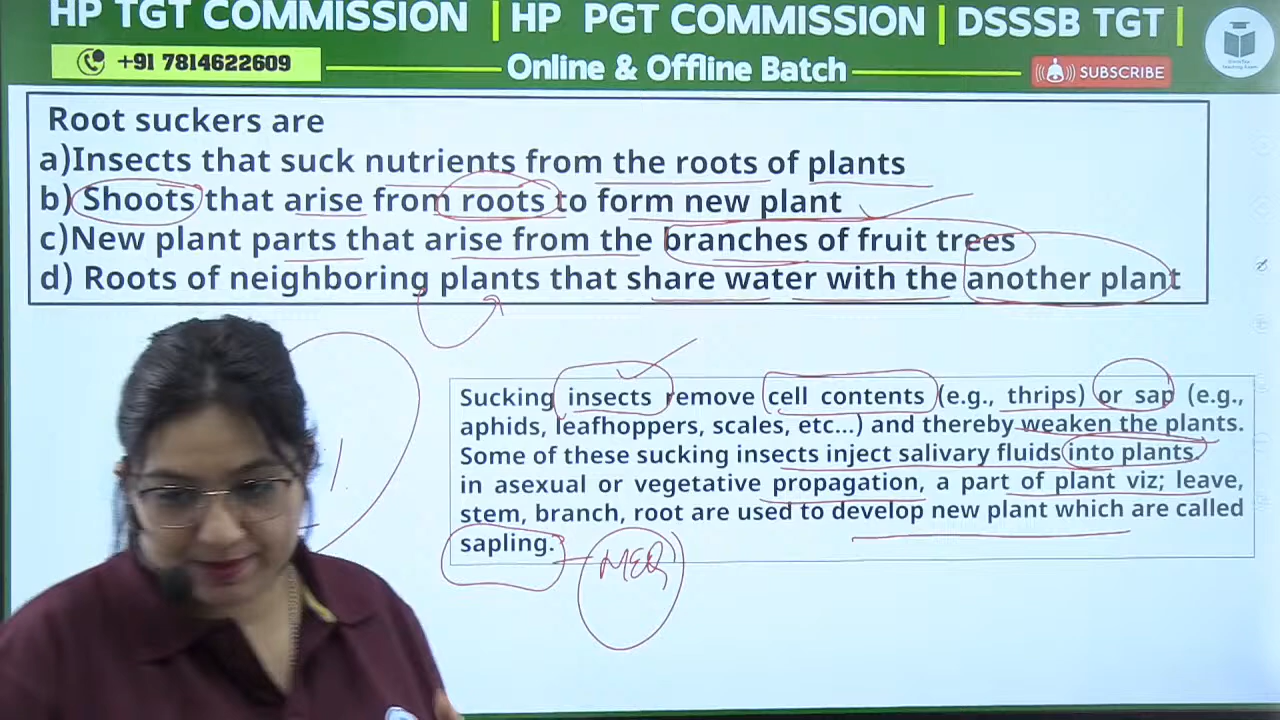 HP TGT COMMISSION | HP PGT COMMISSION | DSSSB TGT |
+91 7814622609
Online & Offline Batch
SUBSCRIBE
Root suckers are
a)Insects that suck nutrients from the roots of plants
b) Shoots that arise from roots to form new plant
c)New plant parts that arise from the branches of fruit trees
d) Roots of neighboring plants that share water with the another plant
Sucking insects remove cell contents (e.g., thrips) or sap (e.g.,
aphids, leafhoppers, scales, etc...) and thereby weaken the plants.
Some of these sucking insects inject salivary fluids into plants.
in asexual or vegetative propagation, a part of plant viz; leave,
stem, branch, root are used to develop new plant which are called
sapling.